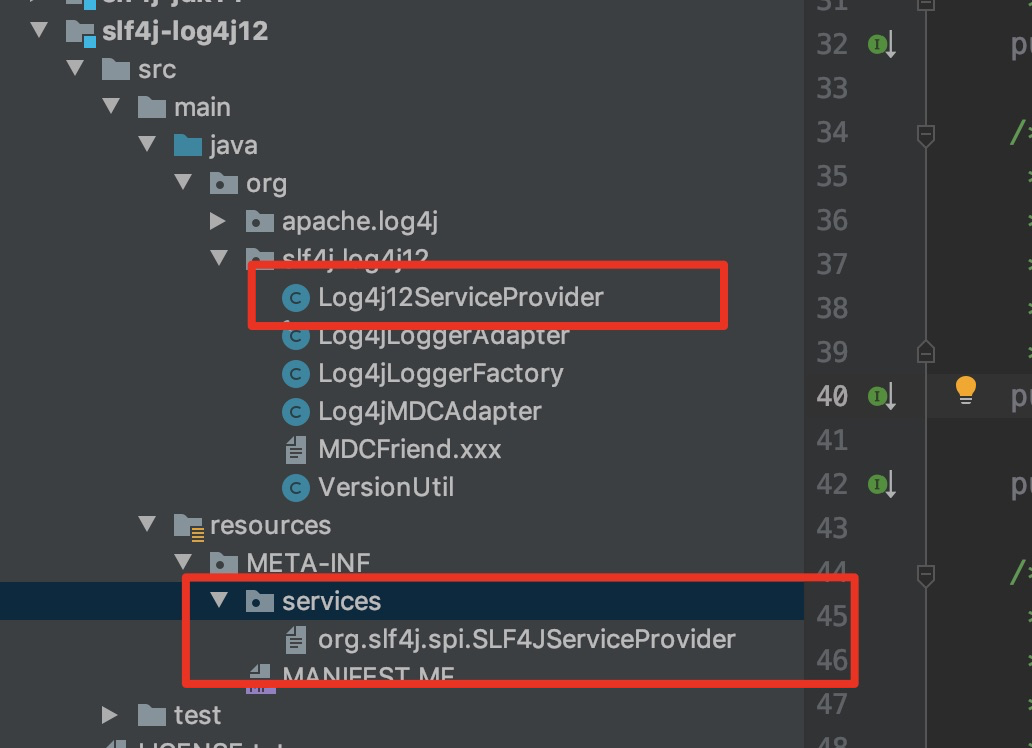 slf4j-log4j12
src
main
java
org
apache.log4j
slf4j.log4j12
Log4j12ServiceProvider
Log4jLoggerAdapter
Log4jLoggerFactory
Log4jMDCAdapter
MDCFriend.xxx
VersionUtil
resources
META-INF
services
org.slf4j.spi.SLF4JServiceProvider
MANIFEST.MF
test
31
32 pu
33
34 /*
35 *
36 *
37 *
38 *
39 *
40 pu
41
42 pu
43
44 /*
45 *
46 *
47 *
48